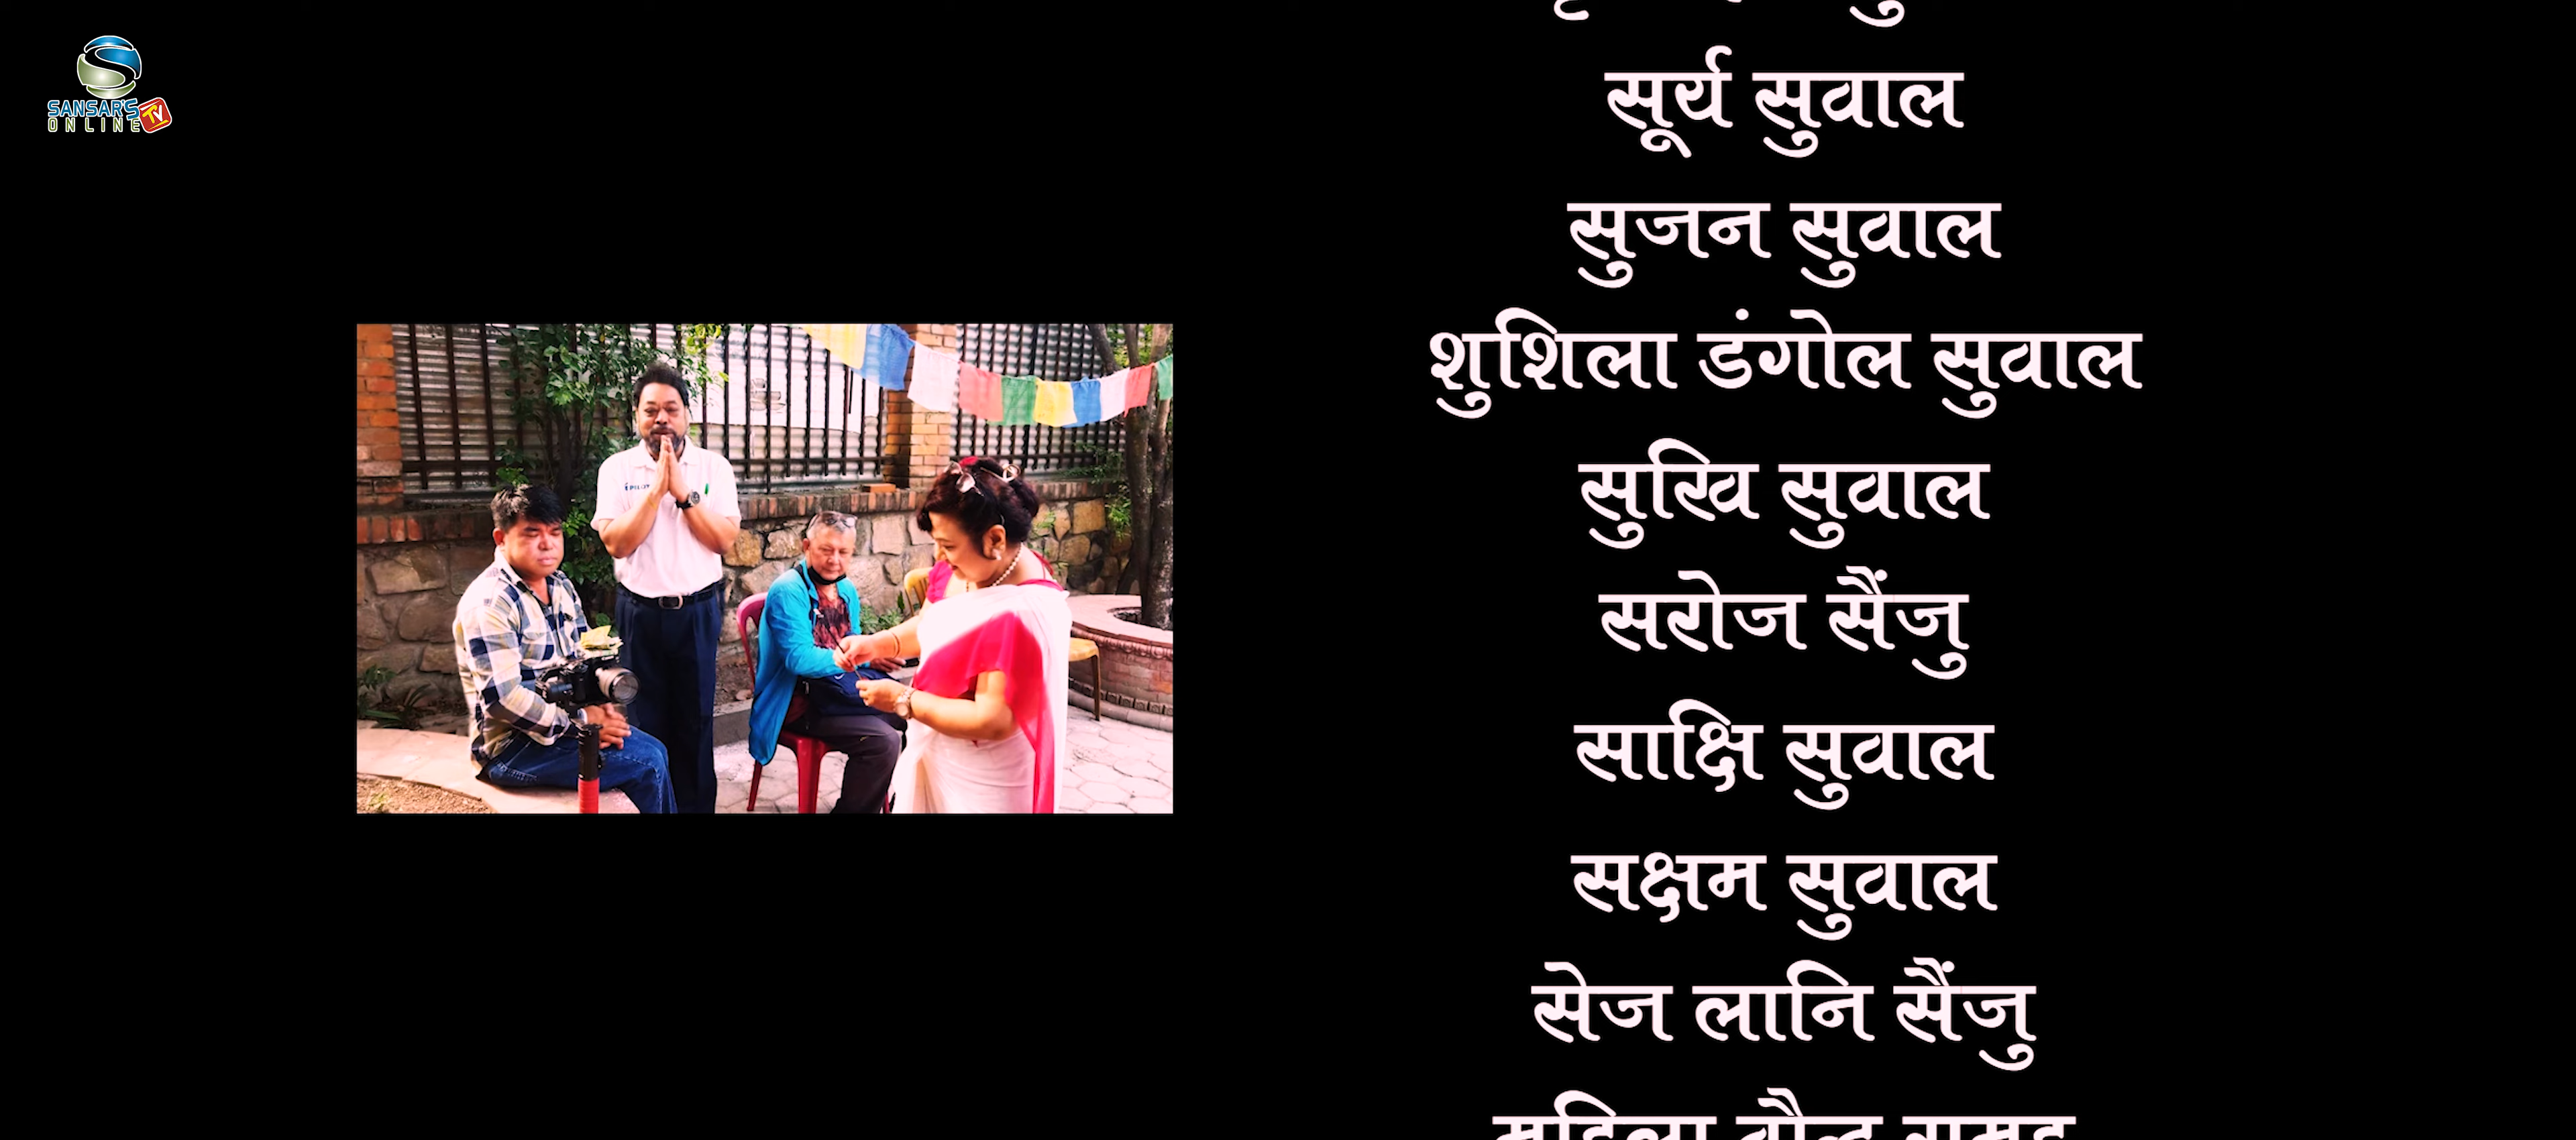 SANSAR'S TV
ONLINE
सूर्य सुवाल
सुजन सुवाल
शुशिला डंगोल सुवाल
सुखि सुवाल
सरोज सैंजु
साक्षि सुवाल
सक्षम सुवाल
सेज लानि सैंजु